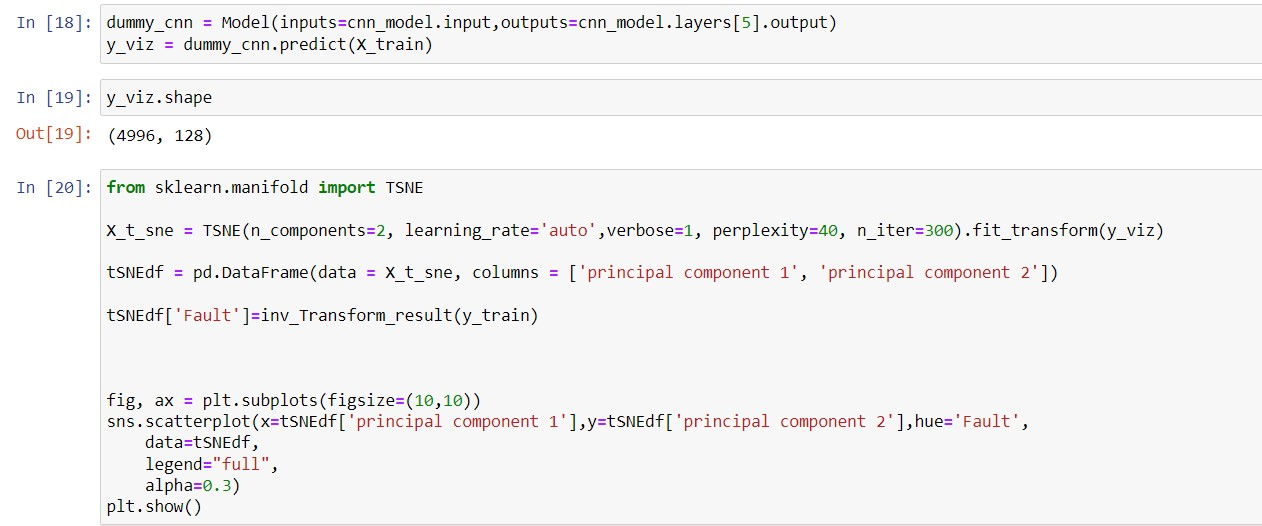 In [18]: dummy_cnn = Model(inputs=cnn_model.input,outputs=cnn_model.layers[5].output)
y_viz = dummy_cnn.predict(X_train)
In [19]: y_viz.shape
Out[19]: (4996, 128)
In [20]: from sklearn.manifold import TSNE
X_t_sne = TSNE(n_components=2, learning_rate='auto',verbose=1, perplexity=40, n_iter=300).fit_transform(y_viz)
tSNEdf = pd.DataFrame(data = X_t_sne, columns = ['principal component 1', 'principal component 2'])
tSNEdf['Fault']=inv_Transform_result(y_train)
fig, ax = plt.subplots(figsize=(10,10))
sns.scatterplot(x=tSNEdf['principal component 1'],y=tSNEdf['principal component 2'],hue='Fault',
    data=tSNEdf,
    legend="full",
    alpha=0.3)
plt.show()